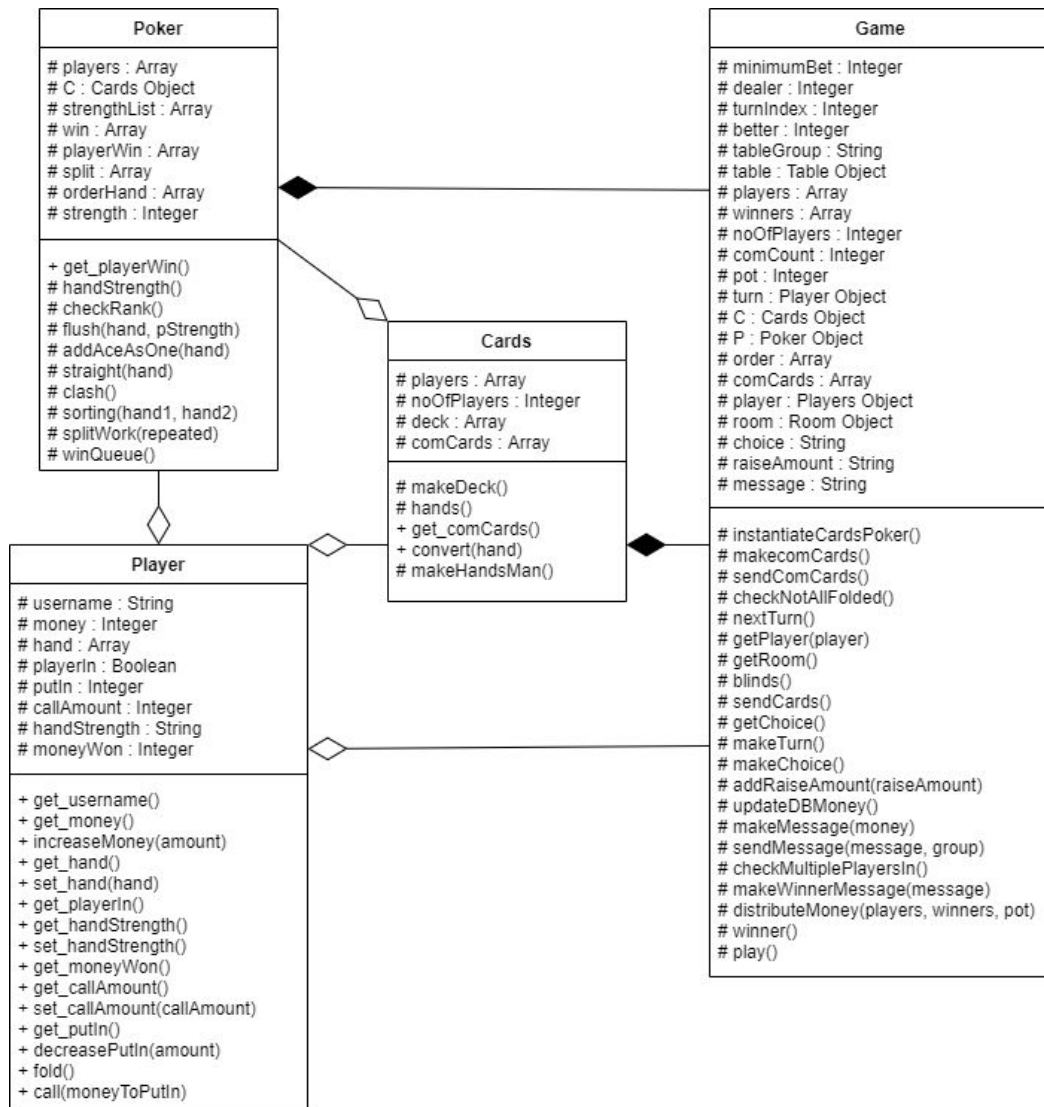 Poker
# players : Array
# C : Cards Object
# strengthList : Array
# win : Array
# playerWin : Array
# split : Array
# orderHand : Array
# strength : Integer
+ get_playerWin()
# handStrength()
# checkRank()
# flush(hand, pStrength)
# addAceAsOne(hand)
# straight(hand)
# clash()
# sorting(hand1, hand2)
# splitWork(repeated)
# winQueue()
Cards
# players : Array
# noOfPlayers : Integer
# deck : Array
# comCards : Array
# makeDeck()
# hands()
+ get_comCards()
+ convert(hand)
# makeHandsMan()
Player
# username : String
# money : Integer
# hand : Array
# playerIn : Boolean
# putIn : Integer
# callAmount : Integer
# handStrength : String
# moneyWon : Integer
+ get_username()
+ get_money()
+ increaseMoney(amount)
+ get_hand()
+ set_hand(hand)
+ get_playerIn()
+ get_handStrength()
+ set_handStrength()
+ get_moneyWon()
+ get_callAmount()
+ set_callAmount(callAmount)
+ get_putIn()
+ decreasePutIn(amount)
+ fold()
+ call(moneyToPutIn)
Game
# minimumBet : Integer
# dealer : Integer
# turnIndex : Integer
# better : Integer
# tableGroup : String
# table : Table Object
# players : Array
# winners : Array
# noOfPlayers : Integer
# comCount : Integer
# pot : Integer
# turn : Player Object
# C : Cards Object
# P : Poker Object
# order : Array
# comCards : Array
# player : Players Object
# room : Room Object
# choice : String
# raiseAmount : String
# message : String
# instantiateCardsPoker()
# makecomCards()
# sendComCards()
# checkNotAllFolded()
# nextTurn()
# getPlayer(player)
# getRoom()
# blinds()
# sendCards()
# getChoice()
# makeTurn()
# makeChoice()
# addRaiseAmount(raiseAmount)
# updateDBMoney()
# makeMessage(money)
# sendMessage(message, group)
# checkMultiplePlayersIn()
# makeWinnerMessage(message)
# distributeMoney(players, winners, pot)
# winner()
# play()